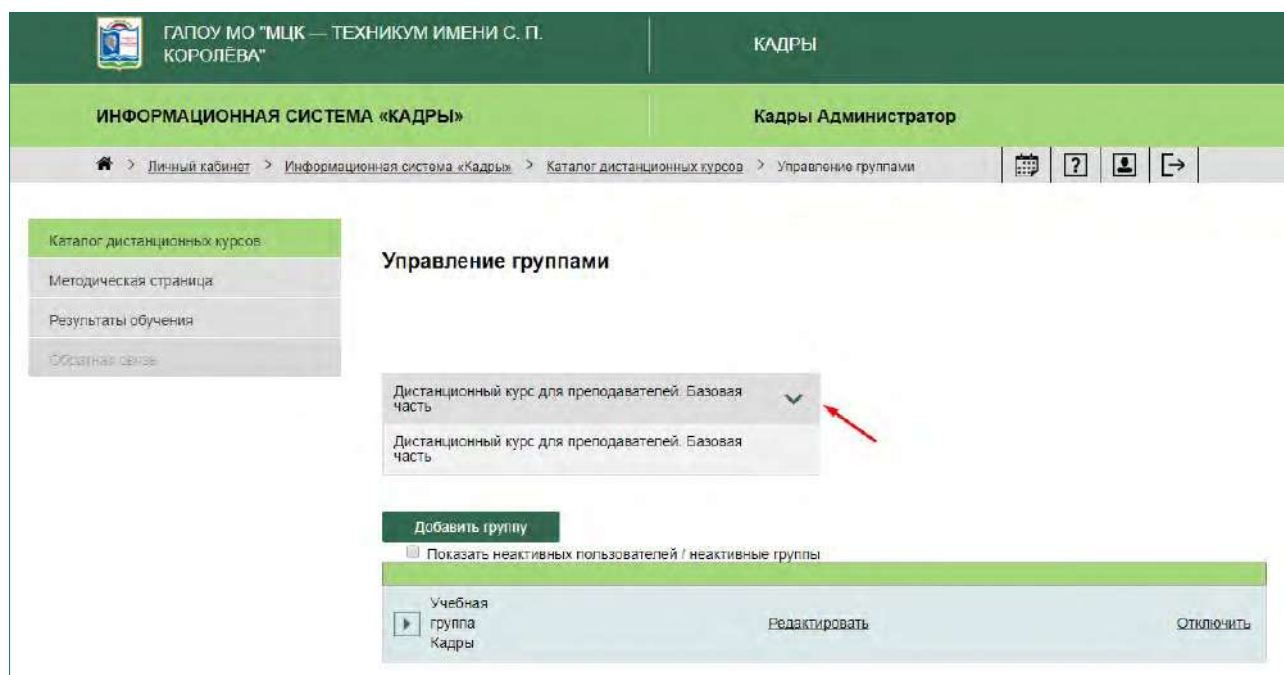 ГАПОУ МО "МЦК — ТЕХНИКУМ ИМЕНИ С. П.
КОРОЛЁВА"
КАДРЫ
ИНФОРМАЦИОННАЯ СИСТЕМА «КАДРЫ»
Кадры Администратор
> Личный кабинет > Информационная система «Кадры» > Каталог дистанционных курсов > Управление группами
?
Каталог дистанционных курсов
Методическая страница
Результаты обучения
Обратная связь
Управление группами
Дистанционный курс для преподавателей. Базовая
часть
Дистанционный курс для преподавателей. Базовая
часть
Добавить группу
Показать неактивных пользователей / неактивные группы
Учебная
группа
Кадры
Редактировать
Отключить